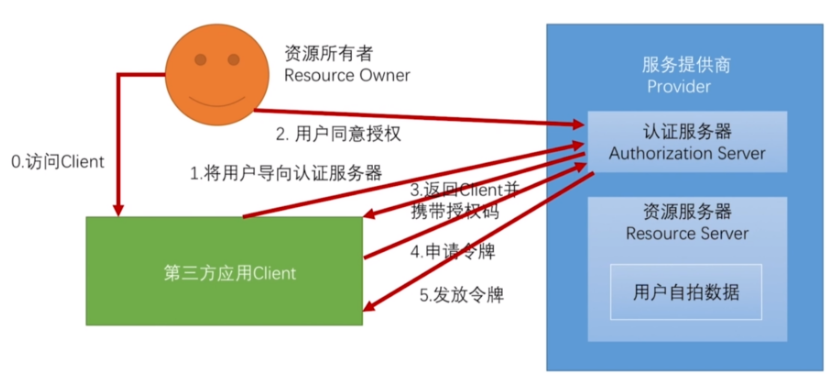 资源所有者
Resource Owner
服务提供商
Provider
2. 用户同意授权
认证服务器
Authorization Server
0.访问Client
1.将用户导向认证服务器
3.返回Client并
携带授权码
资源服务器
Resource Server
4.申请令牌
第三方应用Client
5.发放令牌
用户自拍数据